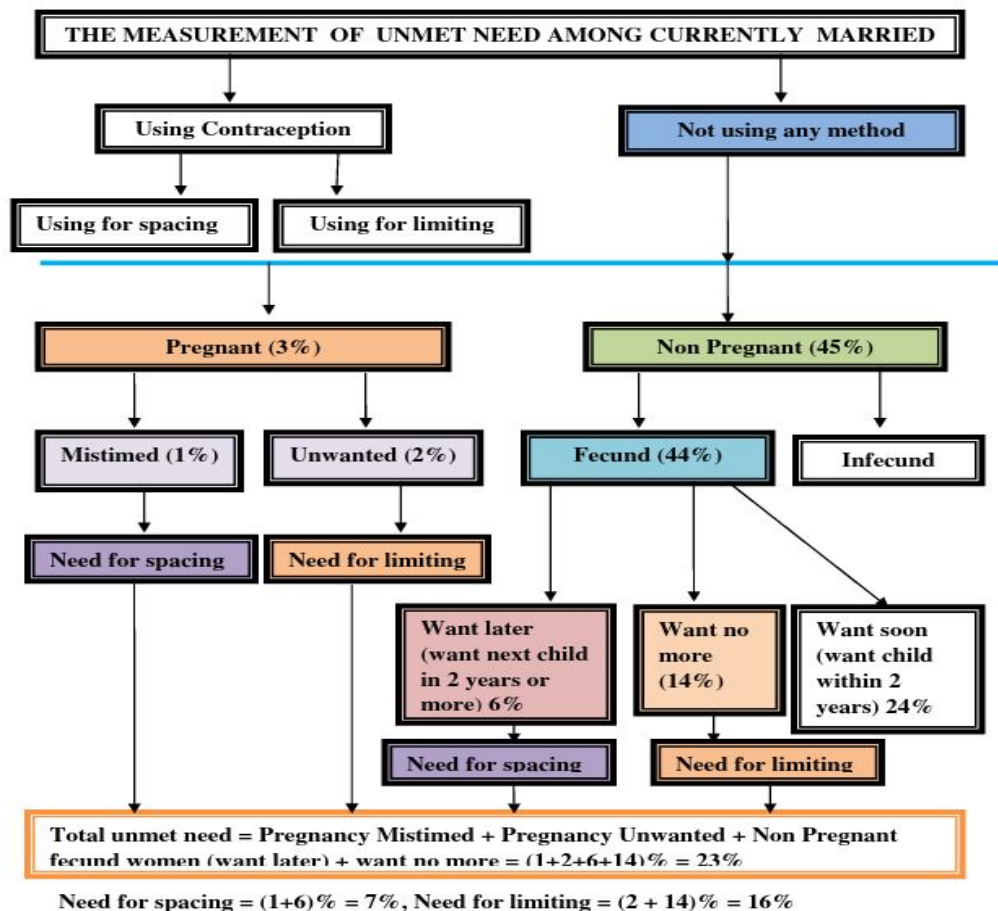 THE MEASUREMENT OF UNMET NEED AMONG CURRENTLY MARRIED
Using Contraception
Not using any method
Using for spacing
Using for limiting
Pregnant (3%)
Non Pregnant (45%)
Mistimed (1%)
Unwanted (2%)
Fecund (44%)
Infecund
Need for spacing
Need for limiting
Want later
(want next child
in 2 years or
more) 6%
Want no
more
(14%)
Want soon
(want child
within 2
years) 24%
Need for spacing
Need for limiting
Total unmet need = Pregnancy Mistimed + Pregnancy Unwanted + Non Pregnant
fecund women (want later) + want no more = (1+2+6+14)% = 23%
Need for spacing = (1+6)% = 7%, Need for limiting = (2 + 14)% = 16%